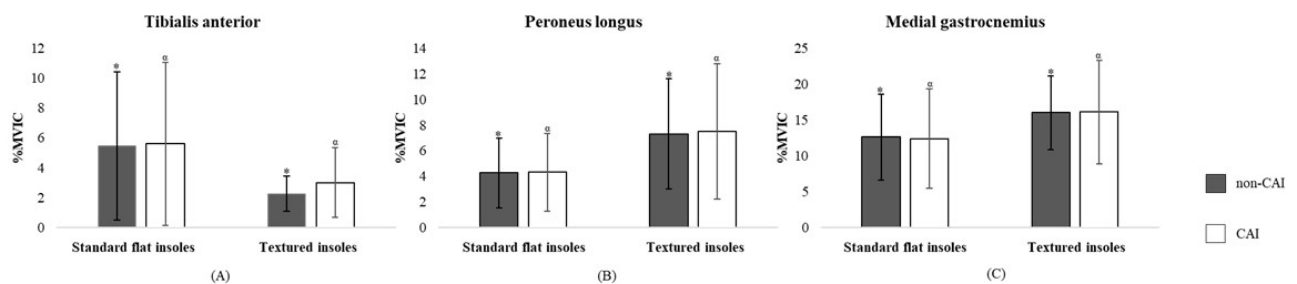 Tibialis anterior
%MVIC
12
10
8
6
4
2
0
* α * α
Standard flat insoles Textured insoles
(A)
Peroneus longus
%MVIC
14
12
10
8
6
4
2
0
* α * α
Standard flat insoles Textured insoles
(B)
Medial gastrocnemius
%MVIC
25
20
15
10
5
0
* α * α
Standard flat insoles Textured insoles
(C)
non-CAI
CAI